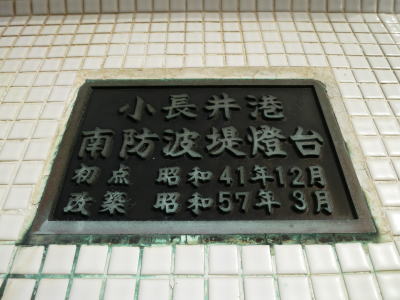 小長井港
南防波堤燈台
初点 昭和41年12月
改築 昭和57年 3月